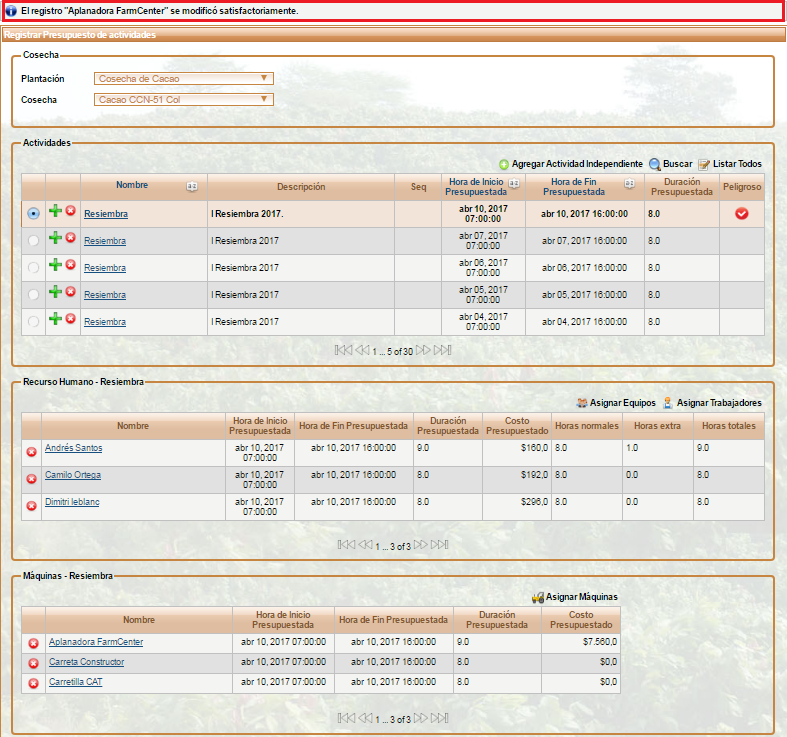 El registro "Aplanadora FarmCenter" se modificó satisfactoriamente.
Registrar Presupuesto de actividades
Cosecha
Plantación Cosecha de Cacao
Cosecha Cacao CCN-51 Col
Actividades
Agregar Actividad Independiente Buscar Listar Todos
Nombre Descripción Seq Hora de Inicio Presupuestada Hora de Fin Presupuestada Duración Presupuestada Peligroso
Resiembra I Resiembra 2017. abr 10, 2017 07:00:00 abr 10, 2017 16:00:00 8.0
Resiembra I Resiembra 2017 abr 07, 2017 07:00:00 abr 07, 2017 16:00:00 8.0
Resiembra I Resiembra 2017 abr 06, 2017 07:00:00 abr 06, 2017 16:00:00 8.0
Resiembra I Resiembra 2017 abr 05, 2017 07:00:00 abr 05, 2017 16:00:00 8.0
Resiembra I Resiembra 2017 abr 04, 2017 07:00:00 abr 04, 2017 16:00:00 8.0
1 ... 5 of 30
Recurso Humano - Resiembra
Asignar Equipos Asignar Trabajadores
Nombre Hora de Inicio Presupuestada Hora de Fin Presupuestada Duración Presupuestada Costo Presupuestado Horas normales Horas extra Horas totales
Andrés Santos abr 10, 2017 07:00:00 abr 10, 2017 16:00:00 9.0 $160,0 8.0 1.0 9.0
Camilo Ortega abr 10, 2017 07:00:00 abr 10, 2017 16:00:00 8.0 $192,0 8.0 0.0 8.0
Dimitri leblanc abr 10, 2017 07:00:00 abr 10, 2017 16:00:00 8.0 $296,0 8.0 0.0 8.0
1 ... 3 of 3
Máquinas - Resiembra
Asignar Máquinas
Nombre Hora de Inicio Presupuestada Hora de Fin Presupuestada Duración Presupuestada Costo Presupuestado
Aplanadora FarmCenter abr 10, 2017 07:00:00 abr 10, 2017 16:00:00 9.0 $7.560,0
Carreta Constructor abr 10, 2017 07:00:00 abr 10, 2017 16:00:00 8.0 $0,0
Carretilla CAT abr 10, 2017 07:00:00 abr 10, 2017 16:00:00 8.0 $0,0
1 ... 3 of 3